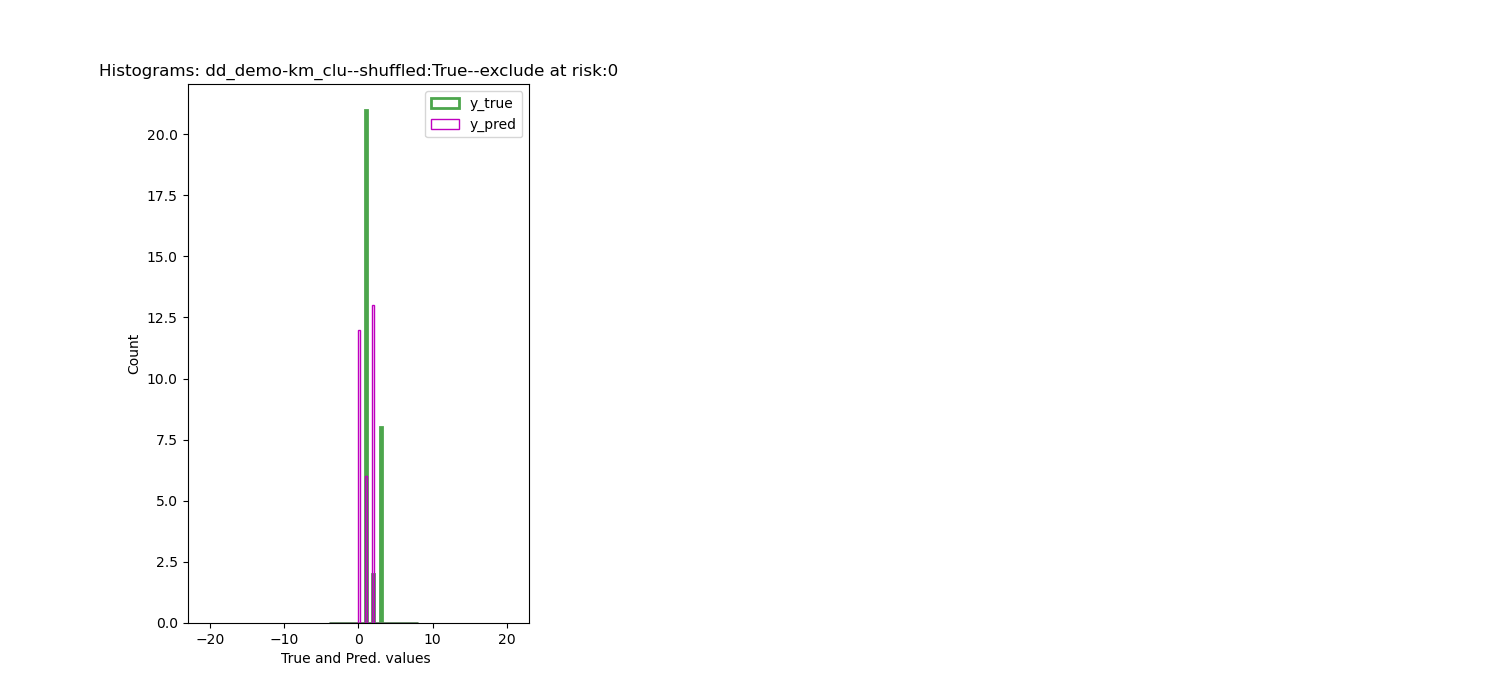 Histograms: dd_demo-km_clu--shuffled:True--exclude at risk:0
y_true
y_pred
20.0
17.5
15.0
12.5
10.0
7.5
5.0
2.5
0.0
Count
−20 −10 0 10 20
True and Pred. values